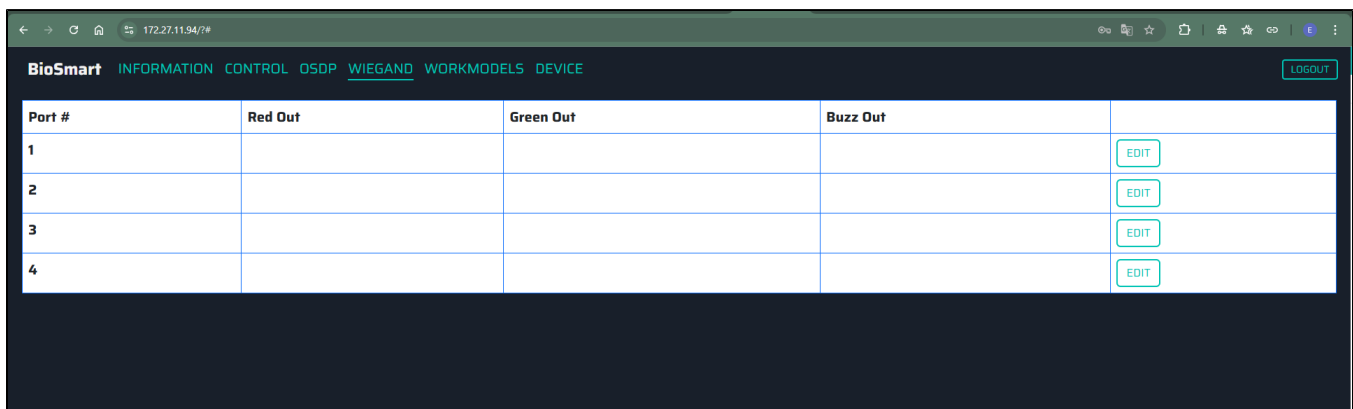 172.27.11.94/?#
E
BioSmart INFORMATION CONTROL OSDP WIEGAND WORKMODELS DEVICE LOGOUT
Port # Red Out Green Out Buzz Out
1 EDIT
2 EDIT
3 EDIT
4 EDIT